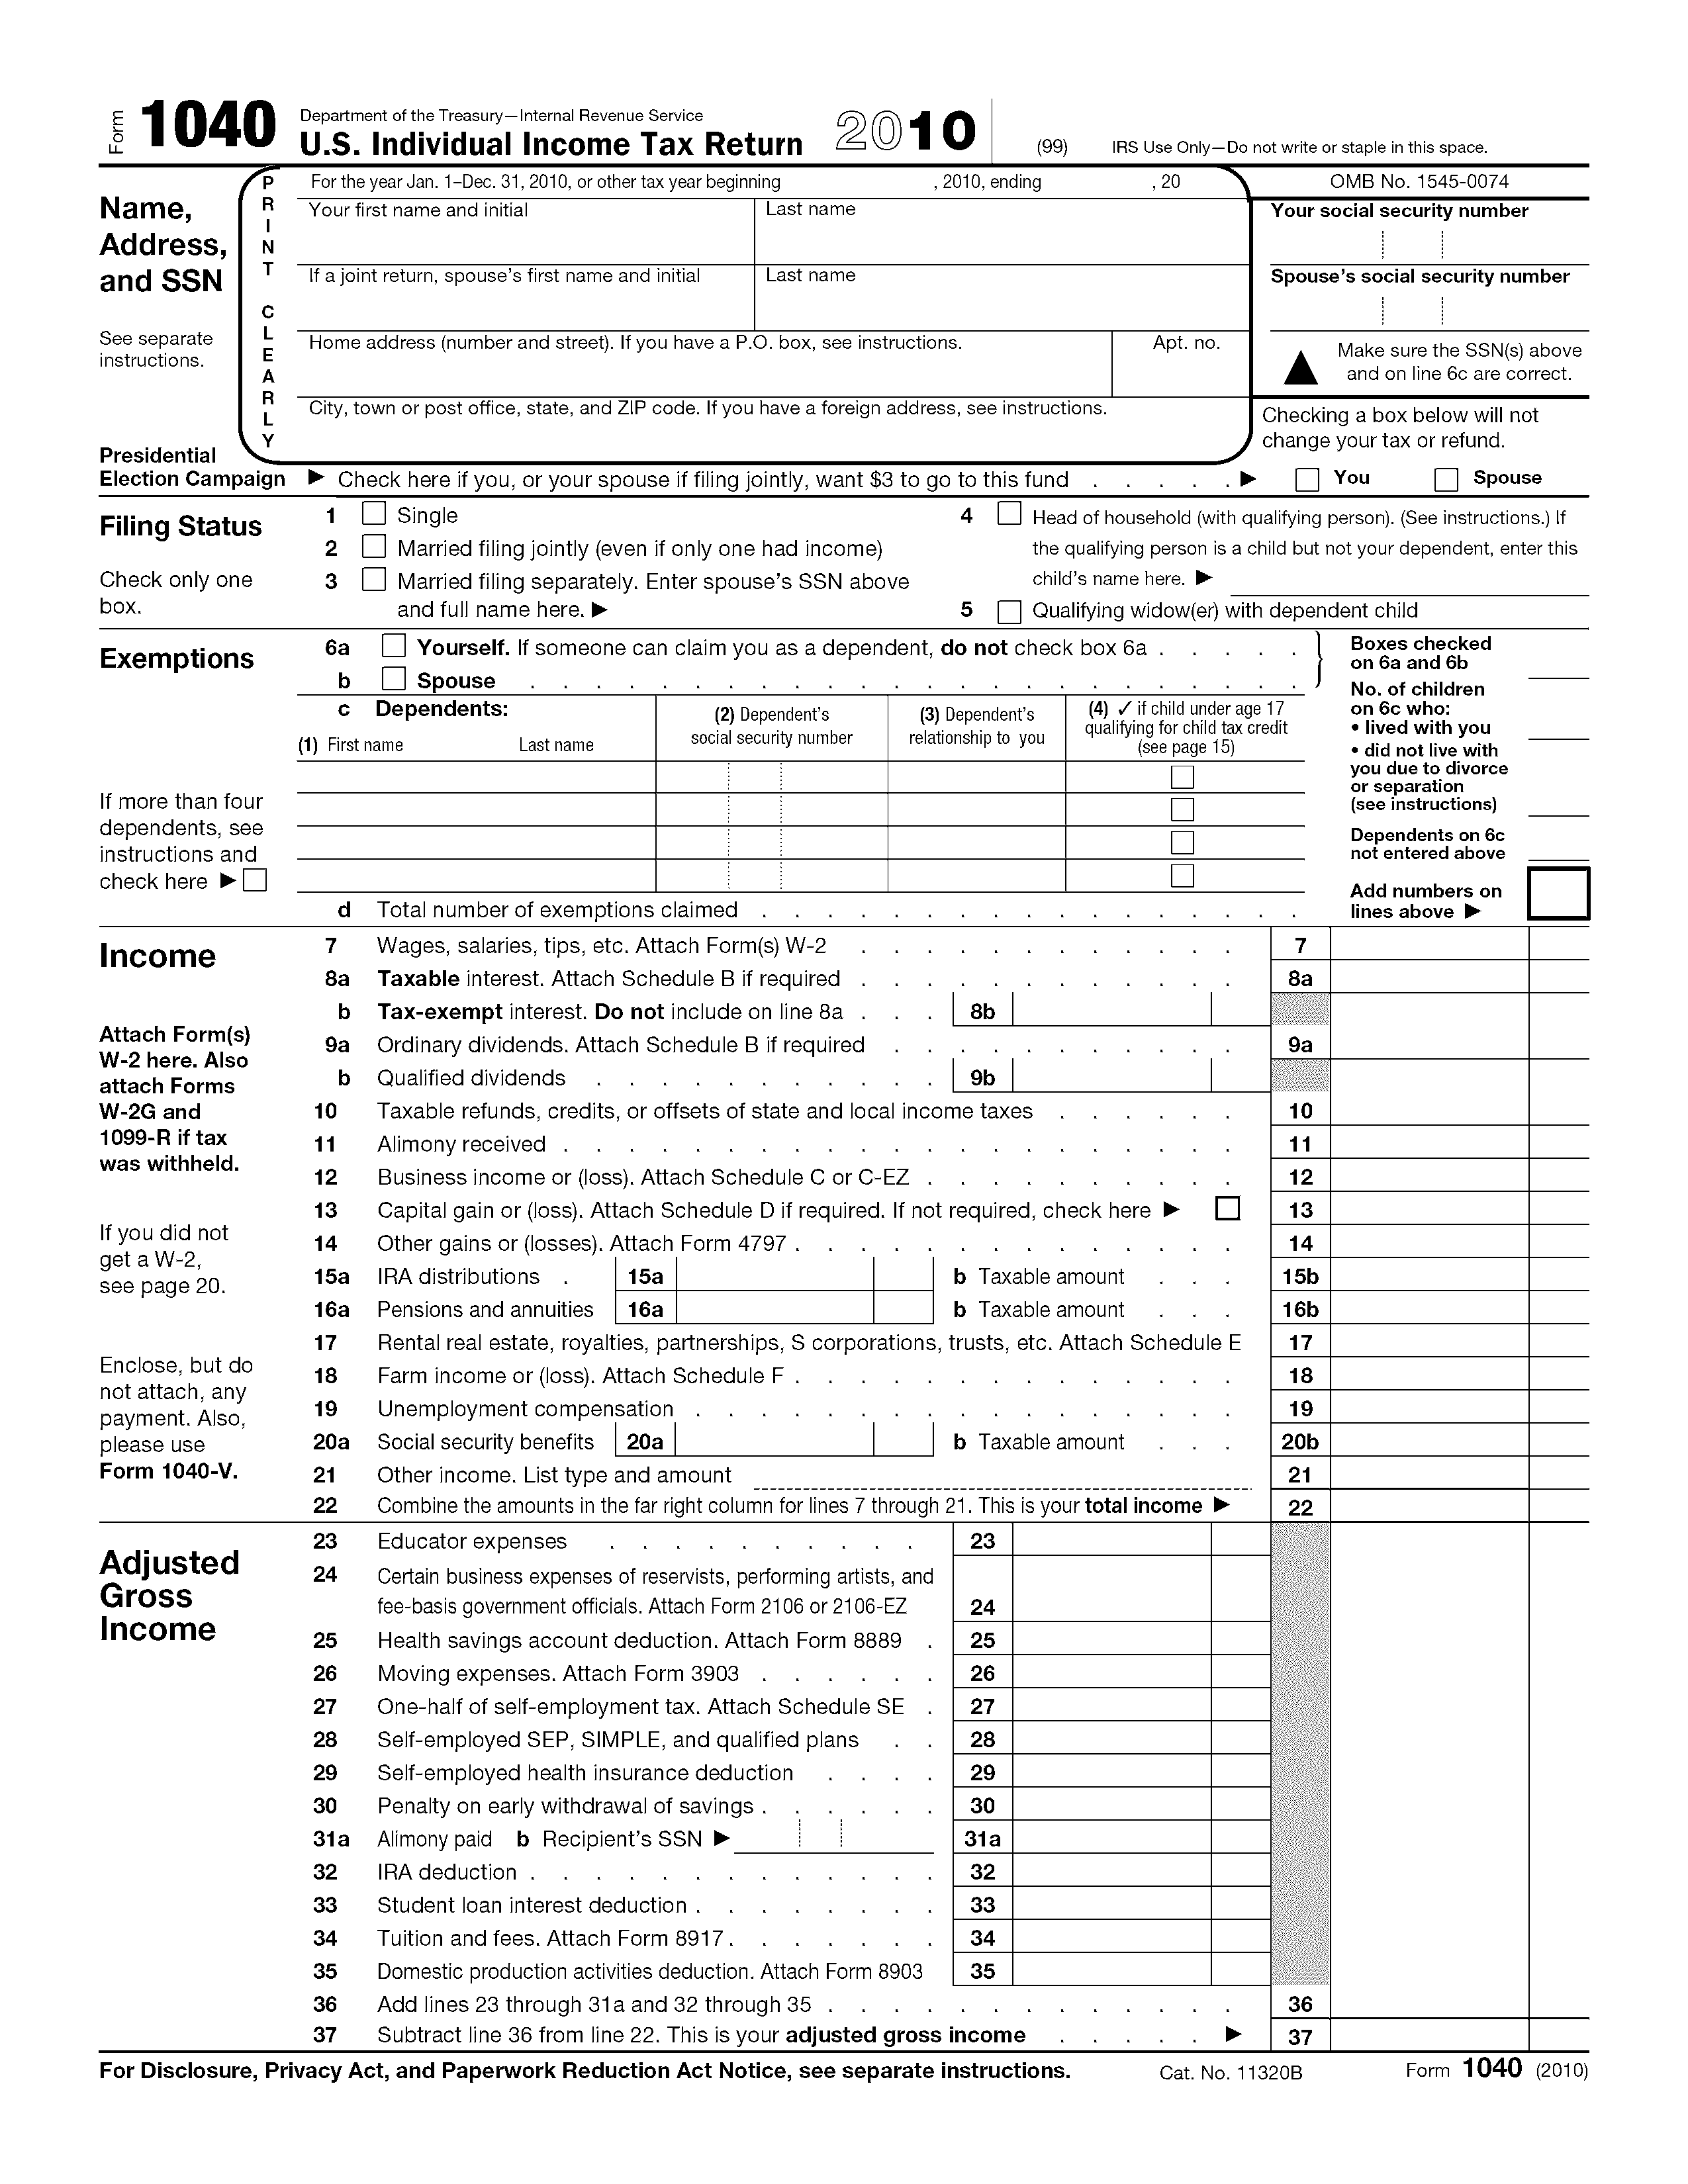 Form 1040 Department of the Treasury—Internal Revenue Service
U.S. Individual Income Tax Return 2010 (99) IRS Use Only—Do not write or staple in this space.
Name, Address, and SSN
See separate instructions.
PRINT CLEARLY
For the year Jan. 1–Dec. 31, 2010, or other tax year beginning , 2010, ending , 20
OMB No. 1545-0074
Your first name and initial Last name
Your social security number
If a joint return, spouse's first name and initial Last name
Spouse's social security number
Home address (number and street). If you have a P.O. box, see instructions. Apt. no.
▲ Make sure the SSN(s) above
and on line 6c are correct.
City, town or post office, state, and ZIP code. If you have a foreign address, see instructions.
Checking a box below will not
change your tax or refund.
Presidential
Election Campaign ▶ Check here if you, or your spouse if filing jointly, want $3 to go to this fund . . . . . ▶ You Spouse
Filing Status
Check only one
box.
1 Single
2 Married filing jointly (even if only one had income)
3 Married filing separately. Enter spouse's SSN above
and full name here. ▶
4 Head of household (with qualifying person). (See instructions.) If
the qualifying person is a child but not your dependent, enter this
child's name here. ▶
5 Qualifying widow(er) with dependent child
Exemptions
6a Yourself. If someone can claim you as a dependent, do not check box 6a . . . . .
b Spouse . . . . . . . . . . . . . . . . . . . . . . . .
c Dependents:
(1) First name Last name
(2) Dependent's
social security number
(3) Dependent's
relationship to you
(4) ✓ if child under age 17
qualifying for child tax credit
(see page 15)
If more than four
dependents, see
instructions and
check here ▶
d Total number of exemptions claimed . . . . . . . . . . . . . . . . .
Boxes checked
on 6a and 6b
No. of children
on 6c who:
• lived with you
• did not live with
you due to divorce
or separation
(see instructions)
Dependents on 6c
not entered above
Add numbers on
lines above ▶
Income
Attach Form(s)
W-2 here. Also
attach Forms
W-2G and
1099-R if tax
was withheld.
If you did not
get a W-2,
see page 20.
Enclose, but do
not attach, any
payment. Also,
please use
Form 1040-V.
7 Wages, salaries, tips, etc. Attach Form(s) W-2 . . . . . . . . . . . . 7
8a Taxable interest. Attach Schedule B if required . . . . . . . . . . . . 8a
b Tax-exempt interest. Do not include on line 8a . . . 8b
9a Ordinary dividends. Attach Schedule B if required . . . . . . . . . . . 9a
b Qualified dividends . . . . . . . . . . . 9b
10 Taxable refunds, credits, or offsets of state and local income taxes . . . . . . 10
11 Alimony received . . . . . . . . . . . . . . . . . . . . . 11
12 Business income or (loss). Attach Schedule C or C-EZ . . . . . . . . . . 12
13 Capital gain or (loss). Attach Schedule D if required. If not required, check here ▶ 13
14 Other gains or (losses). Attach Form 4797 . . . . . . . . . . . . . . 14
15a IRA distributions . 15a b Taxable amount . . . 15b
16a Pensions and annuities 16a b Taxable amount . . . 16b
17 Rental real estate, royalties, partnerships, S corporations, trusts, etc. Attach Schedule E 17
18 Farm income or (loss). Attach Schedule F . . . . . . . . . . . . . . 18
19 Unemployment compensation . . . . . . . . . . . . . . . . . 19
20a Social security benefits 20a b Taxable amount . . . 20b
21 Other income. List type and amount 21
22 Combine the amounts in the far right column for lines 7 through 21. This is your total income ▶ 22
Adjusted
Gross
Income
23 Educator expenses . . . . . . . . . . 23
24 Certain business expenses of reservists, performing artists, and
fee-basis government officials. Attach Form 2106 or 2106-EZ 24
25 Health savings account deduction. Attach Form 8889 . 25
26 Moving expenses. Attach Form 3903 . . . . . . 26
27 One-half of self-employment tax. Attach Schedule SE . 27
28 Self-employed SEP, SIMPLE, and qualified plans . . 28
29 Self-employed health insurance deduction . . . . 29
30 Penalty on early withdrawal of savings . . . . . . 30
31a Alimony paid b Recipient's SSN ▶ 31a
32 IRA deduction . . . . . . . . . . . . . 32
33 Student loan interest deduction . . . . . . . . 33
34 Tuition and fees. Attach Form 8917 . . . . . . . 34
35 Domestic production activities deduction. Attach Form 8903 35
36 Add lines 23 through 31a and 32 through 35 . . . . . . . . . . . . . 36
37 Subtract line 36 from line 22. This is your adjusted gross income . . . . . ▶ 37
For Disclosure, Privacy Act, and Paperwork Reduction Act Notice, see separate instructions. Cat. No. 11320B Form 1040 (2010)